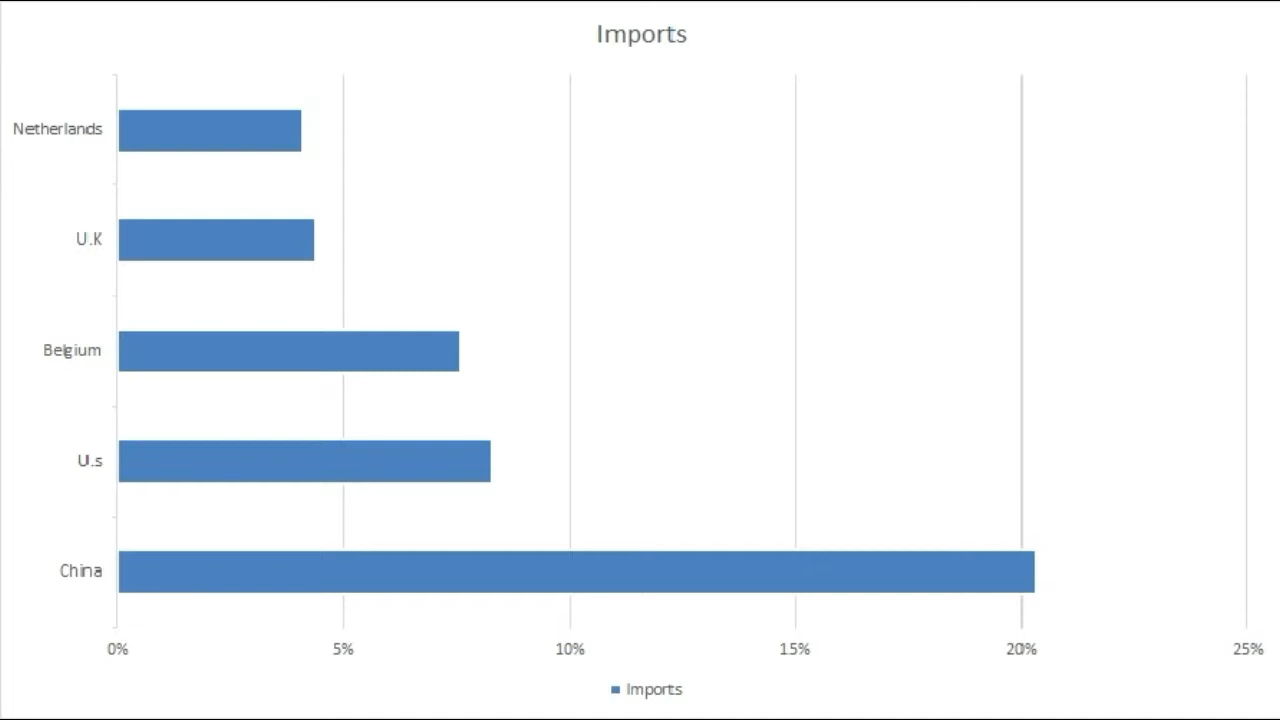 Imports
Netherlands
U.K
Belgium
U.s
China
0% 5% 10% 15% 20% 25%
Imports